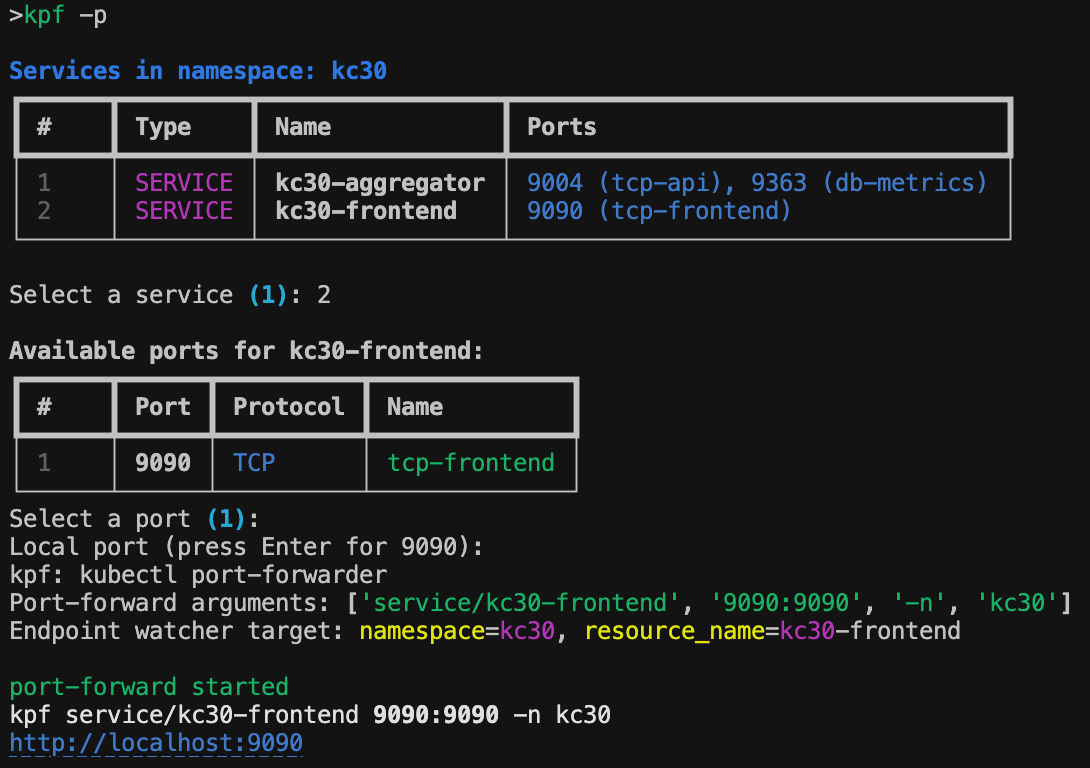 >kpf -p
Services in namespace: kc30
# Type Name Ports
1 SERVICE kc30-aggregator 9004 (tcp-api), 9363 (db-metrics)
2 SERVICE kc30-frontend 9090 (tcp-frontend)
Select a service (1): 2
Available ports for kc30-frontend:
# Port Protocol Name
1 9090 TCP tcp-frontend
Select a port (1):
Local port (press Enter for 9090):
kpf: kubectl port-forwarder
Port-forward arguments: ['service/kc30-frontend', '9090:9090', '-n', 'kc30']
Endpoint watcher target: namespace=kc30, resource_name=kc30-frontend
port-forward started
kpf service/kc30-frontend 9090:9090 -n kc30
http://localhost:9090